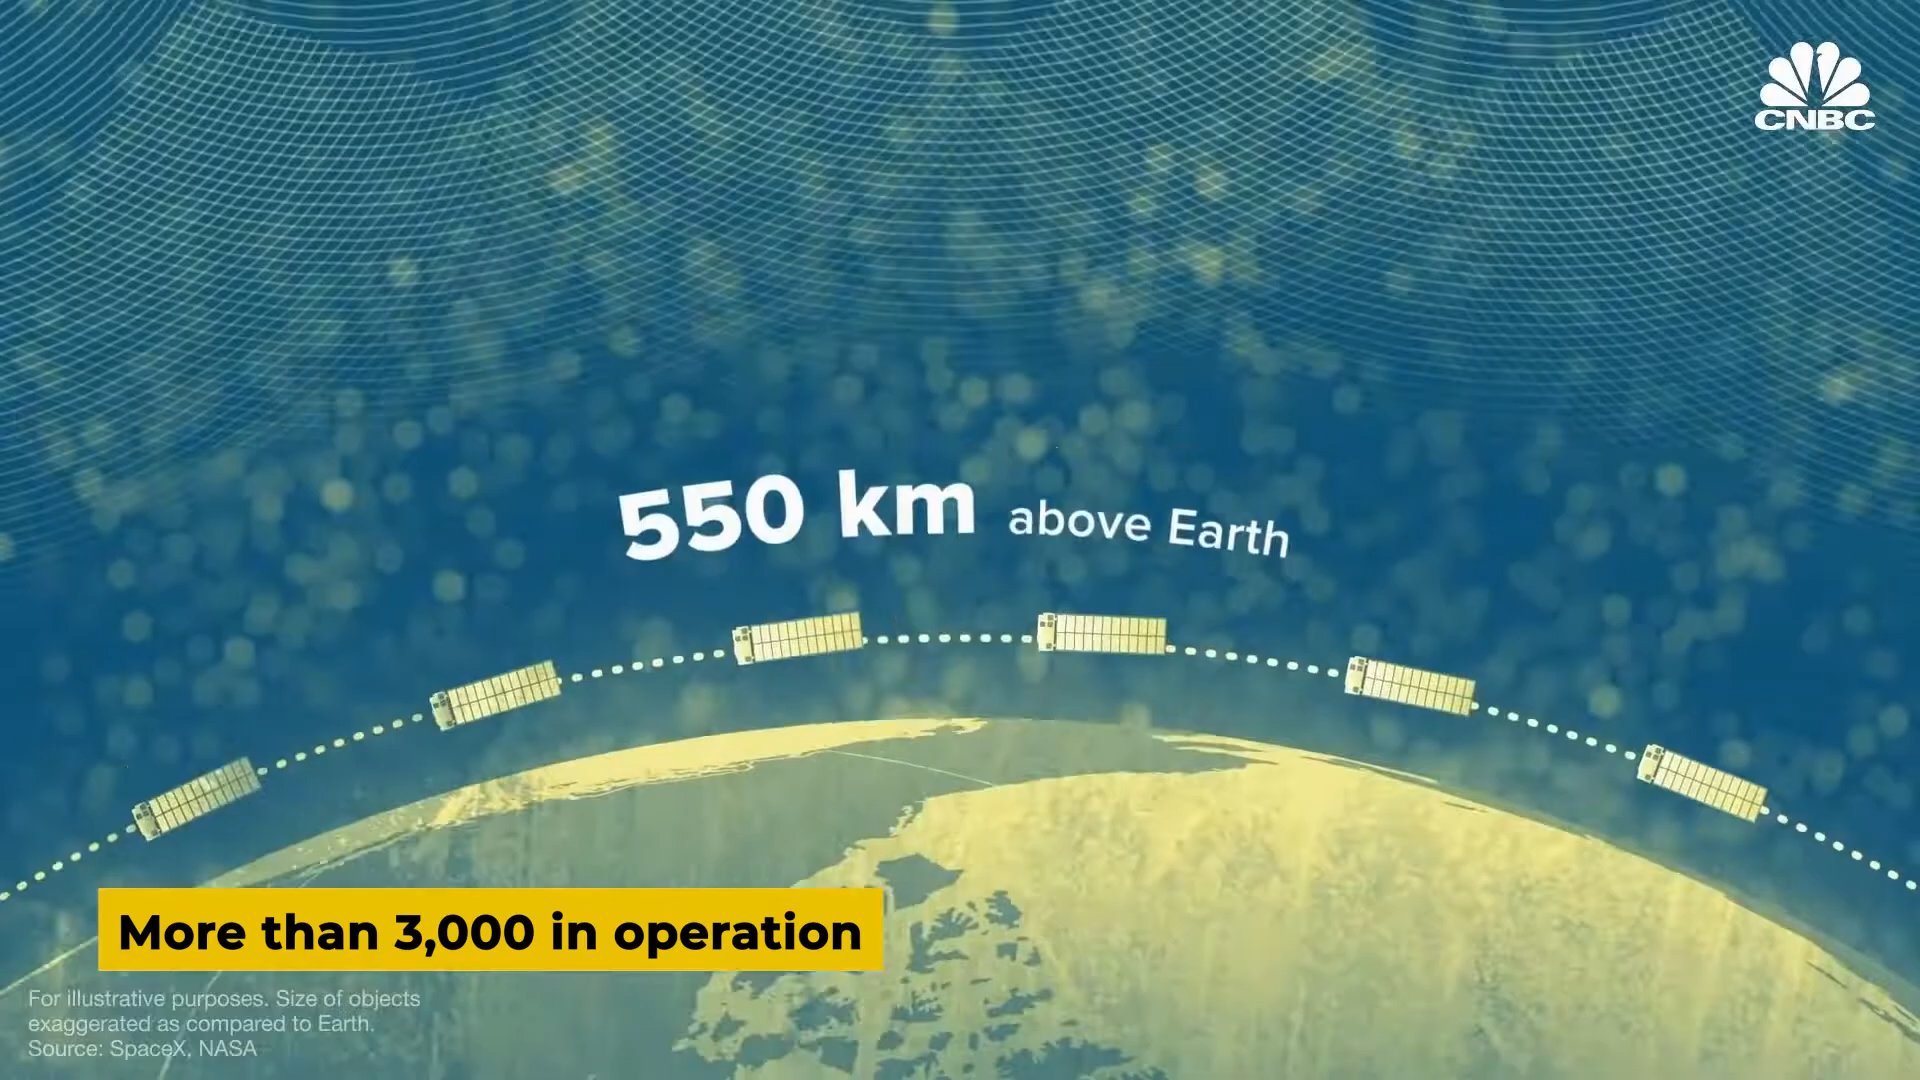 CNBC
550 km above Earth
More than 3,000 in operation
For illustrative purposes. Size of objects
exaggerated as compared to Earth.
Source: SpaceX, NASA